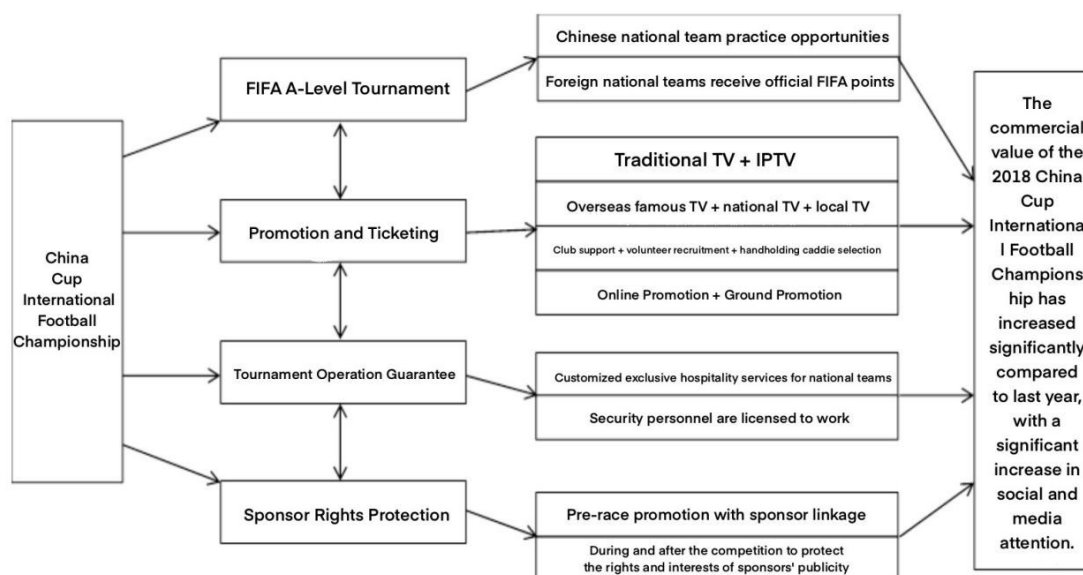 China
Cup
International
Football
Championship
FIFA A-Level Tournament
Promotion and Ticketing
Tournament Operation Guarantee
Sponsor Rights Protection
Chinese national team practice opportunities
Foreign national teams receive official FIFA points
Traditional TV + IPTV
Overseas famous TV + national TV + local TV
Club support + volunteer recruitment + handholding caddie selection
Online Promotion + Ground Promotion
Customized exclusive hospitality services for national teams
Security personnel are licensed to work
Pre-race promotion with sponsor linkage
During and after the competition to protect
the rights and interests of sponsors' publicity
The
commercial
value of the
2018 China
Cup
Internationa
l Football
Champions
hip has
increased
significantly
compared
to last year,
with a
significant
increase in
social and
media
attention.